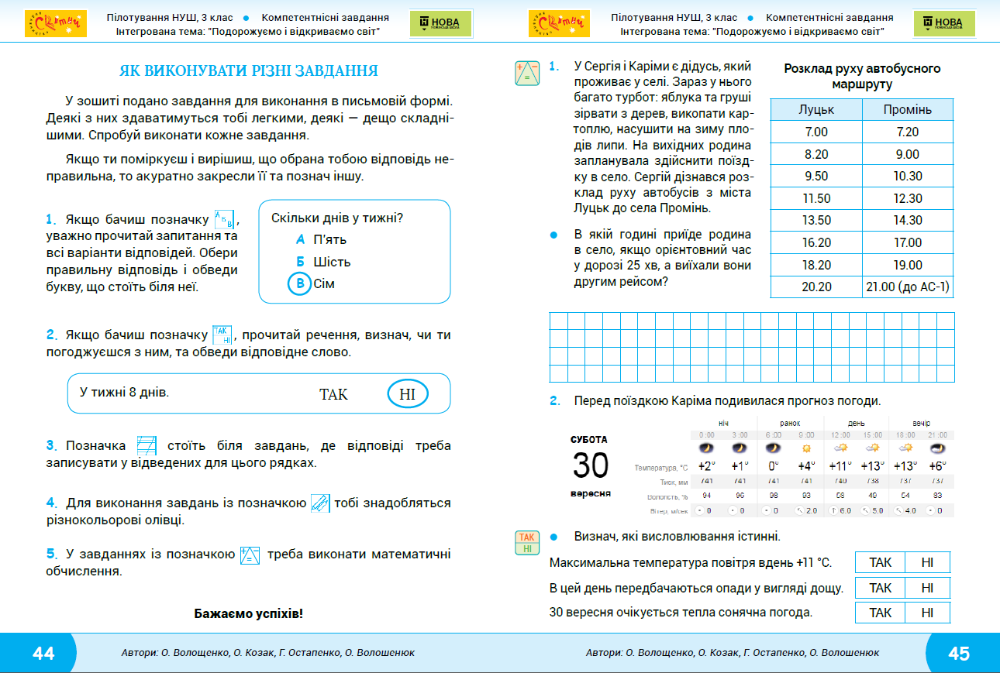 Світич
Пілотування НУШ, 3 клас ● Компетентнісні завдання
Інтегрована тема: "Подорожуємо і відкриваємо світ"
НОВА
УКРАЇНСЬКА ШКОЛА
ЯК ВИКОНУВАТИ РІЗНІ ЗАВДАННЯ
У зошиті подано завдання для виконання в письмовій формі.
Деякі з них здаватимуться тобі легкими, деякі — дещо складні-
шими. Спробуй виконати кожне завдання.
Якщо ти поміркуєш і вирішиш, що обрана тобою відповідь не-
правильна, то акуратно закресли її та познач іншу.
1. Якщо бачиш позначку А Б В,
уважно прочитай запитання та
всі варіанти відповідей. Обери
правильну відповідь і обведи
букву, що стоїть біля неї.
Скільки днів у тижні?
А П'ять
Б Шість
В Сім
2. Якщо бачиш позначку ТАК НІ, прочитай речення, визнач, чи ти
погоджуєшся з ним, та обведи відповідне слово.
У тижні 8 днів. ТАК НІ
3. Позначка стоїть біля завдань, де відповіді треба
записувати у відведених для цього рядках.
4. Для виконання завдань із позначкою тобі знадобляться
різнокольорові олівці.
5. У завданнях із позначкою + − = треба виконати математичні
обчислення.
Бажаємо успіхів!
44 Автори: О. Волощенко, О. Козак, Г. Остапенко, О. Волошенюк
Світич
Пілотування НУШ, 3 клас ● Компетентнісні завдання
Інтегрована тема: "Подорожуємо і відкриваємо світ"
НОВА
УКРАЇНСЬКА ШКОЛА
+ − =
1. У Сергія і Каріми є дідусь, який
проживає у селі. Зараз у нього
багато турбот: яблука та груші
зірвати з дерев, викопати кар-
топлю, насушити на зиму пло-
дів липи. На вихідних родина
запланувала здійснити поїзд-
ку в село. Сергій дізнався роз-
клад руху автобусів з міста
Луцьк до села Промінь.
● В якій годині приїде родина
в село, якщо орієнтовний час
у дорозі 25 хв, а виїхали вони
другим рейсом?
Розклад руху автобусного
маршруту
Луцьк Промінь
7.00 7.20
8.20 9.00
9.50 10.30
11.50 12.30
13.50 14.30
16.20 17.00
18.20 19.00
20.20 21.00 (до АС-1)
2. Перед поїздкою Каріма подивилася прогноз погоди.
СУБОТА
30
вересня
ніч ранок день вечір
0:00 3:00 6:00 9:00 12:00 15:00 18:00 21:00
Температура, °C +2° +1° 0° +4° +11° +13° +13° +6°
Тиск, мм 741 741 741 741 740 738 737 737
Вологість, % 94 96 98 93 58 49 54 83
Вітер, м/сек 0 0 0 2.0 6.0 5.0 4.0 0
ТАК
НІ
● Визнач, які висловлювання істинні.
Максимальна температура повітря вдень +11 °С. ТАК НІ
В цей день передбачаються опади у вигляді дощу. ТАК НІ
30 вересня очікується тепла сонячна погода. ТАК НІ
Автори: О. Волощенко, О. Козак, Г. Остапенко, О. Волошенюк 45